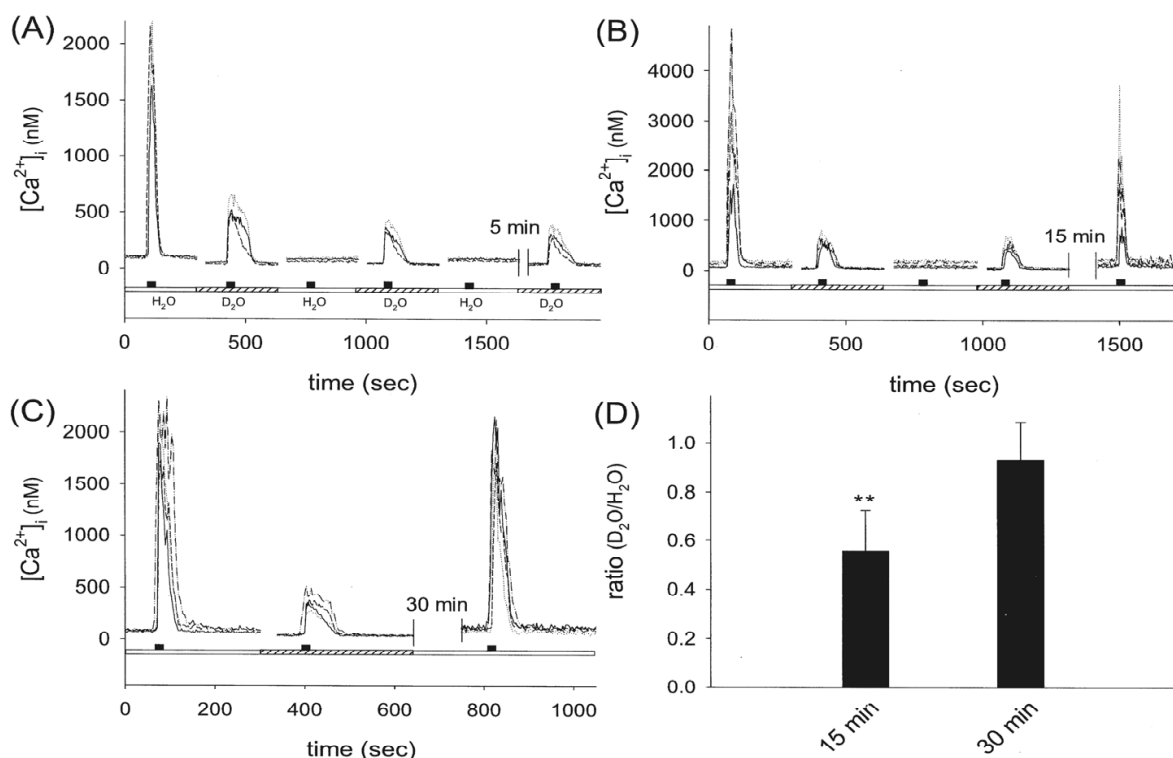 (A)
[Ca²⁺]ᵢ (nM)
2000
1500
1000
500
0
5 min
H₂O D₂O H₂O D₂O H₂O D₂O
0 500 1000 1500
time (sec)
(B)
[Ca²⁺]ᵢ (nM)
4000
3000
2000
1000
0
15 min
0 500 1000 1500
time (sec)
(C)
[Ca²⁺]ᵢ (nM)
2000
1500
1000
500
0
30 min
0 200 400 600 800 1000
time (sec)
(D)
ratio (D₂O/H₂O)
1.0
0.8
0.6
0.4
0.2
0.0
**
15 min
30 min